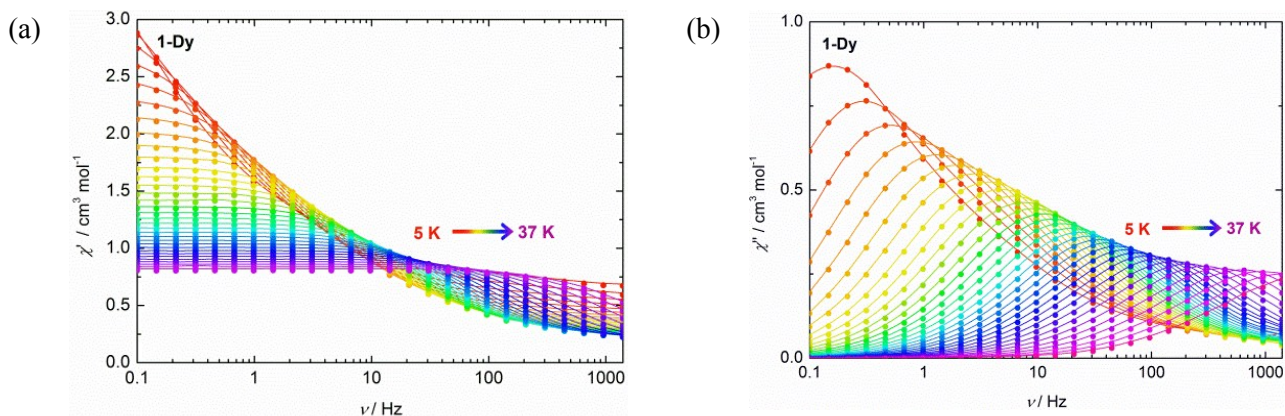 (a)
1-Dy
χ' / cm³ mol⁻¹
3.0
2.5
2.0
1.5
1.0
0.5
0.0
5 K → 37 K
0.1 1 10 100 1000
ν / Hz
(b)
1-Dy
χ'' / cm³ mol⁻¹
1.0
0.5
0.0
5 K → 37 K
0.1 1 10 100 1000
ν / Hz